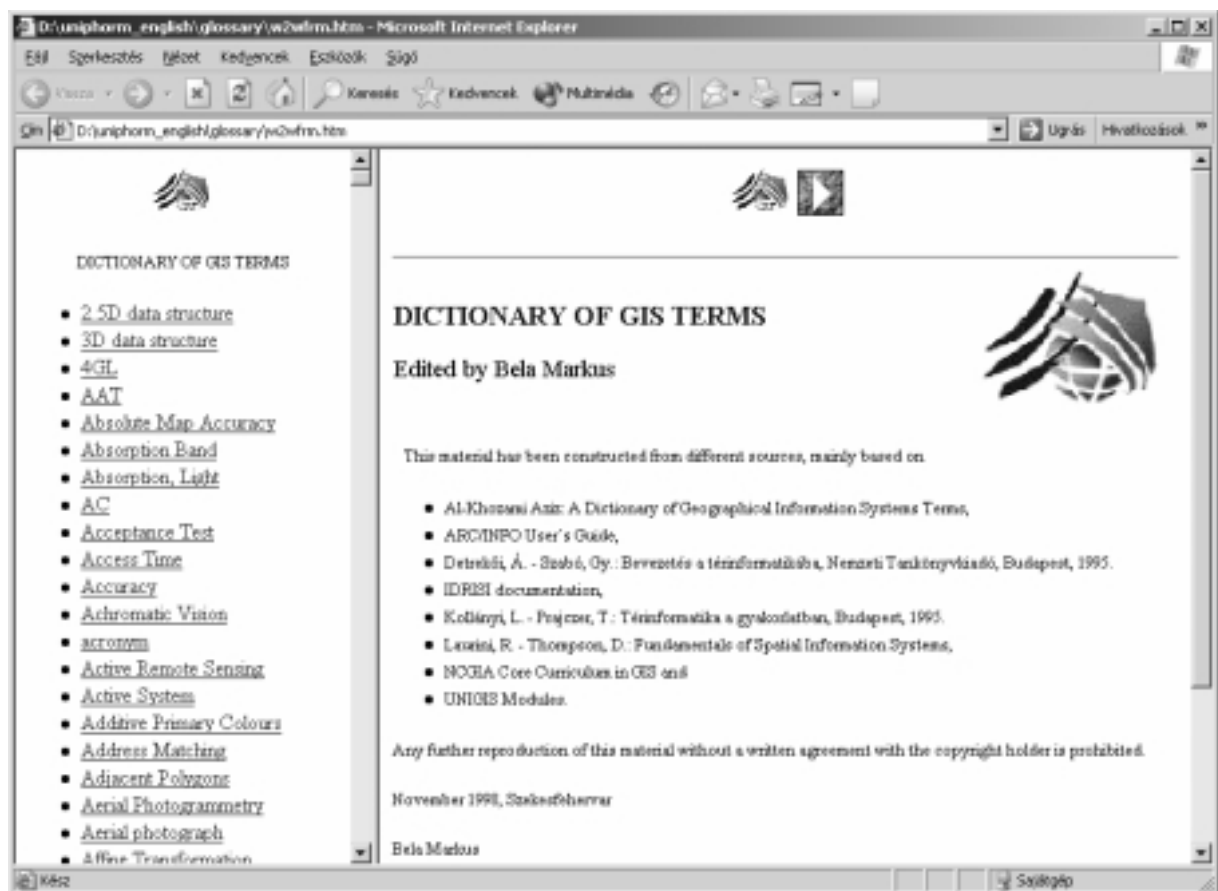 D:\uniphorm_english\glossary\w2wfrm.htm - Microsoft Internet Explorer
Fájl Szerkesztés Nézet Kedvencek Eszközök Súgó
Vissza Keresés Kedvencek Multimédia
Cím D:\uniphorm_english\glossary\w2wfrm.htm Ugrás Hivatkozások »
DICTIONARY OF GIS TERMS
2.5D data structure
3D data structure
4GL
AAT
Absolute Map Accuracy
Absorption Band
Absorption, Light
AC
Acceptance Test
Access Time
Accuracy
Achromatic Vision
acronym
Active Remote Sensing
Active System
Additive Primary Colours
Address Matching
Adjacent Polygons
Aerial Photogrammetry
Aerial photograph
Affine Transformation
DICTIONARY OF GIS TERMS
Edited by Bela Markus
This material has been constructed from different sources, mainly based on
Al-Khozami Aziz: A Dictionary of Geographical Information Systems Terms,
ARC/INFO User's Guide,
Detrekői, Á. - Szabó, Gy.: Bevezetés a térinformatikába, Nemzeti Tankönyvkiadó, Budapest, 1995.
IDRISI documentation,
Kollányi, L. - Prajczer, T.: Térinformatika a gyakorlatban, Budapest, 1995.
Laurini, R. - Thompson, D.: Fundamentals of Spatial Information Systems,
NCGIA Core Curriculum in GIS and
UNIGIS Modules.
Any further reproduction of this material without a written agreement with the copyright holder is prohibited.
November 1998, Szekesfehervar
Bela Markus
Kész Sajátgép